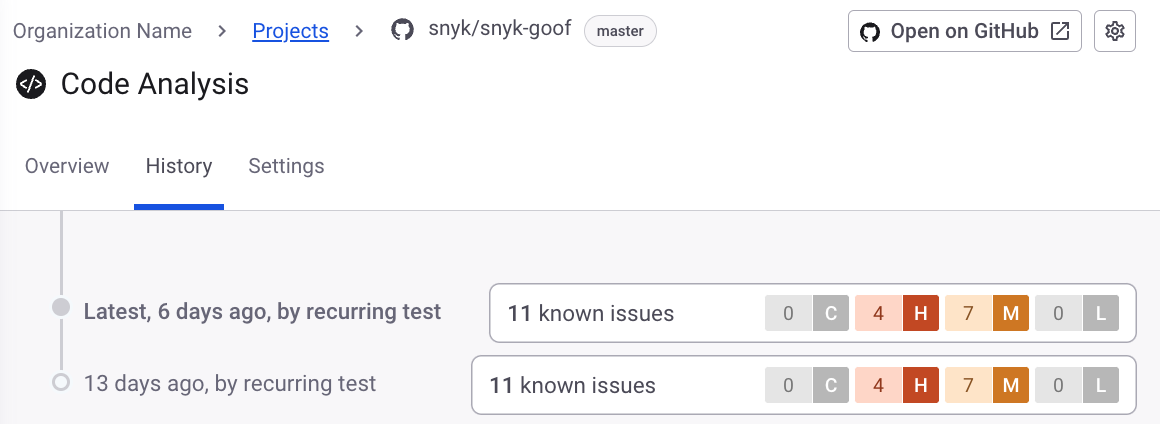 Organization Name > Projects > snyk/snyk-goof master Open on GitHub
</> Code Analysis
Overview History Settings
Latest, 6 days ago, by recurring test 11 known issues 0 C 4 H 7 M 0 L
13 days ago, by recurring test 11 known issues 0 C 4 H 7 M 0 L